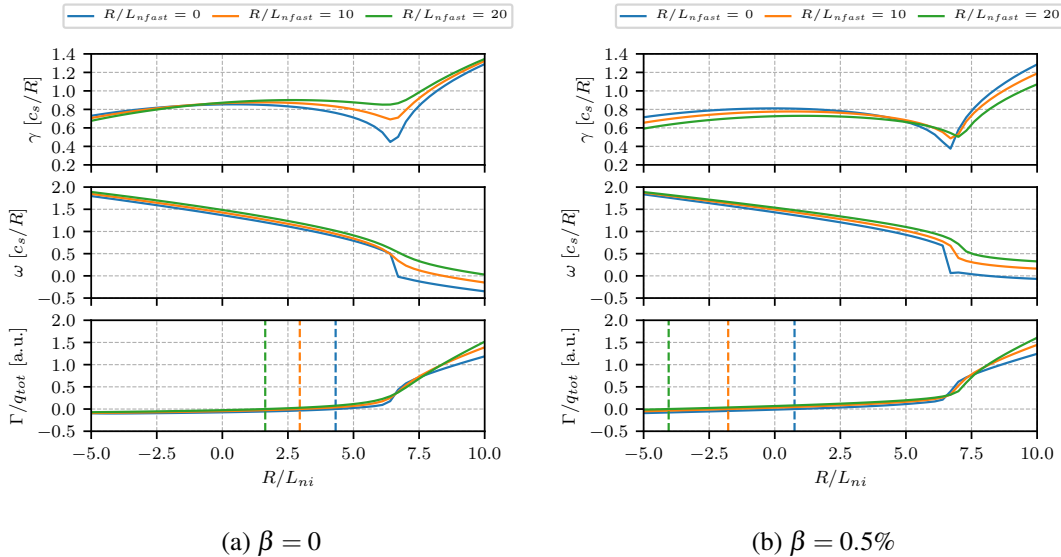 R/L_nfast = 0 R/L_nfast = 10 R/L_nfast = 20
γ [c_s/R]
1.4
1.2
1.0
0.8
0.6
0.4
0.2
ω [c_s/R]
2.0
1.5
1.0
0.5
0.0
−0.5
Γ/q_tot [a.u.]
2.0
1.5
1.0
0.5
0.0
−0.5
−5.0 −2.5 0.0 2.5 5.0 7.5 10.0
R/L_ni
(a) β = 0
R/L_nfast = 0 R/L_nfast = 10 R/L_nfast = 20
γ [c_s/R]
1.4
1.2
1.0
0.8
0.6
0.4
0.2
ω [c_s/R]
2.0
1.5
1.0
0.5
0.0
−0.5
Γ/q_tot [a.u.]
2.0
1.5
1.0
0.5
0.0
−0.5
−5.0 −2.5 0.0 2.5 5.0 7.5 10.0
R/L_ni
(b) β = 0.5%